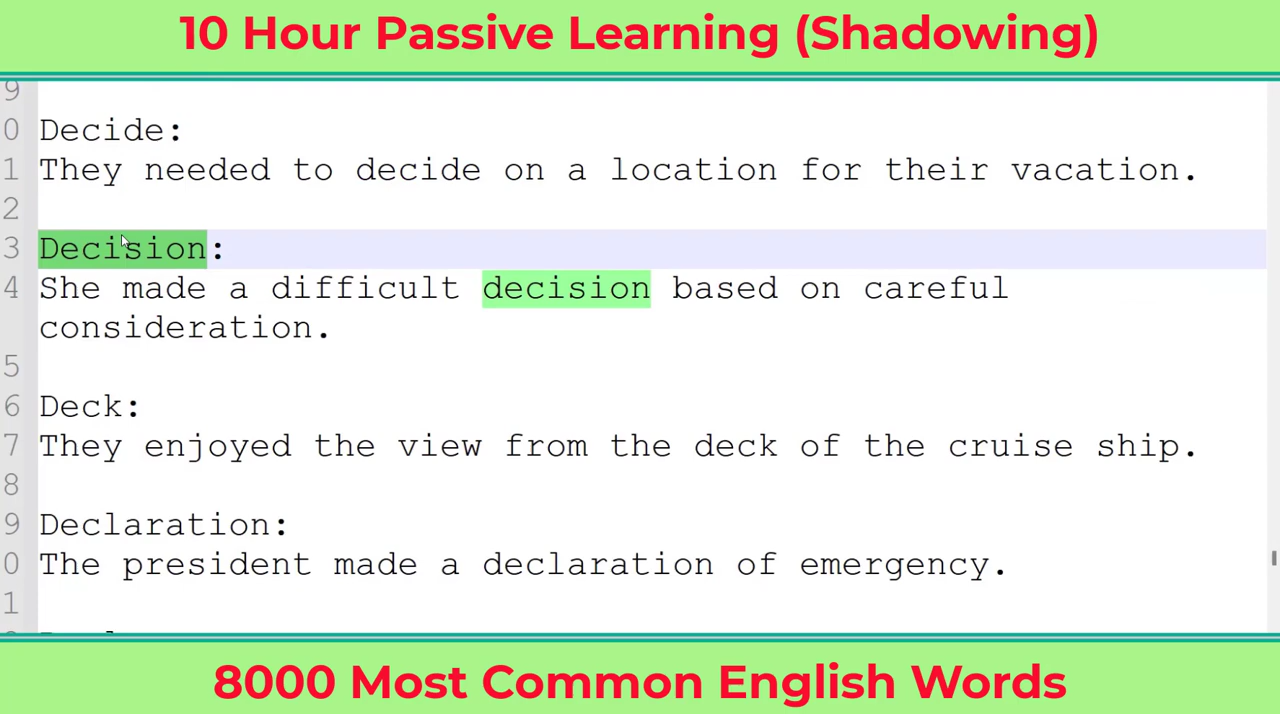 10 Hour Passive Learning (Shadowing)
9
0 Decide:
1 They needed to decide on a location for their vacation.
2
3 Decision:
4 She made a difficult decision based on careful
consideration.
5
6 Deck:
7 They enjoyed the view from the deck of the cruise ship.
8
9 Declaration:
0 The president made a declaration of emergency.
1
8000 Most Common English Words